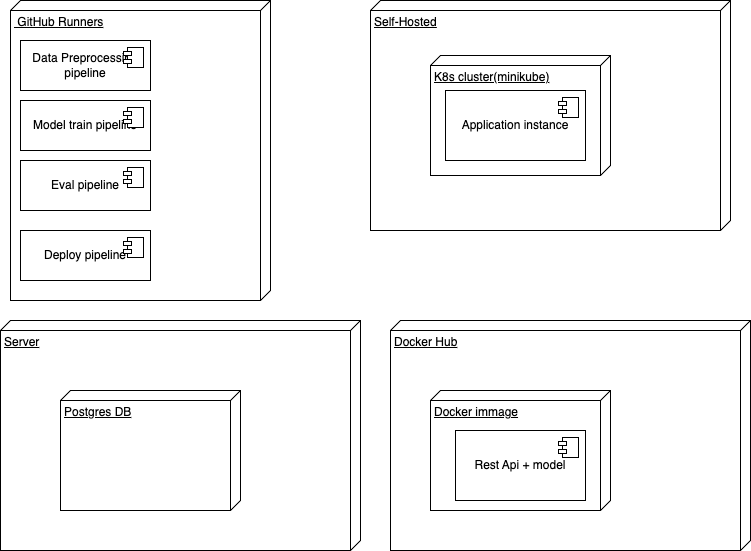 GitHub Runners
Data Preprocess
pipeline
Model train pipeline
Eval pipeline
Deploy pipeline
Self-Hosted
K8s cluster(minikube)
Application instance
Server
Postgres DB
Docker Hub
Docker immage
Rest Api + model